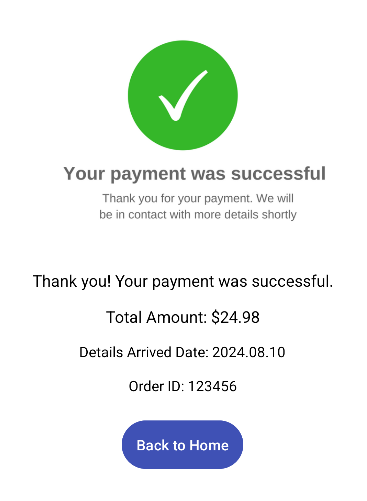 Your payment was successful
Thank you for your payment. We will
be in contact with more details shortly
Thank you! Your payment was successful.
Total Amount: $24.98
Details Arrived Date: 2024.08.10
Order ID: 123456
Back to Home